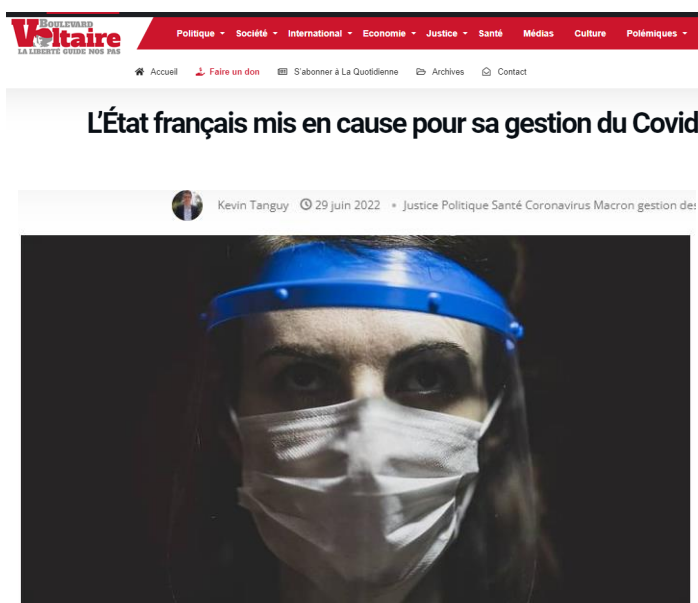 BOULEVARD
Voltaire
LA LIBERTÉ GUIDE NOS PAS
Politique Société International Economie Justice Santé Médias Culture Polémiques
Accueil Faire un don S'abonner à La Quotidienne Archives Contact
L'État français mis en cause pour sa gestion du Covid
Kevin Tanguy 29 juin 2022 • Justice Politique Santé Coronavirus Macron gestion des